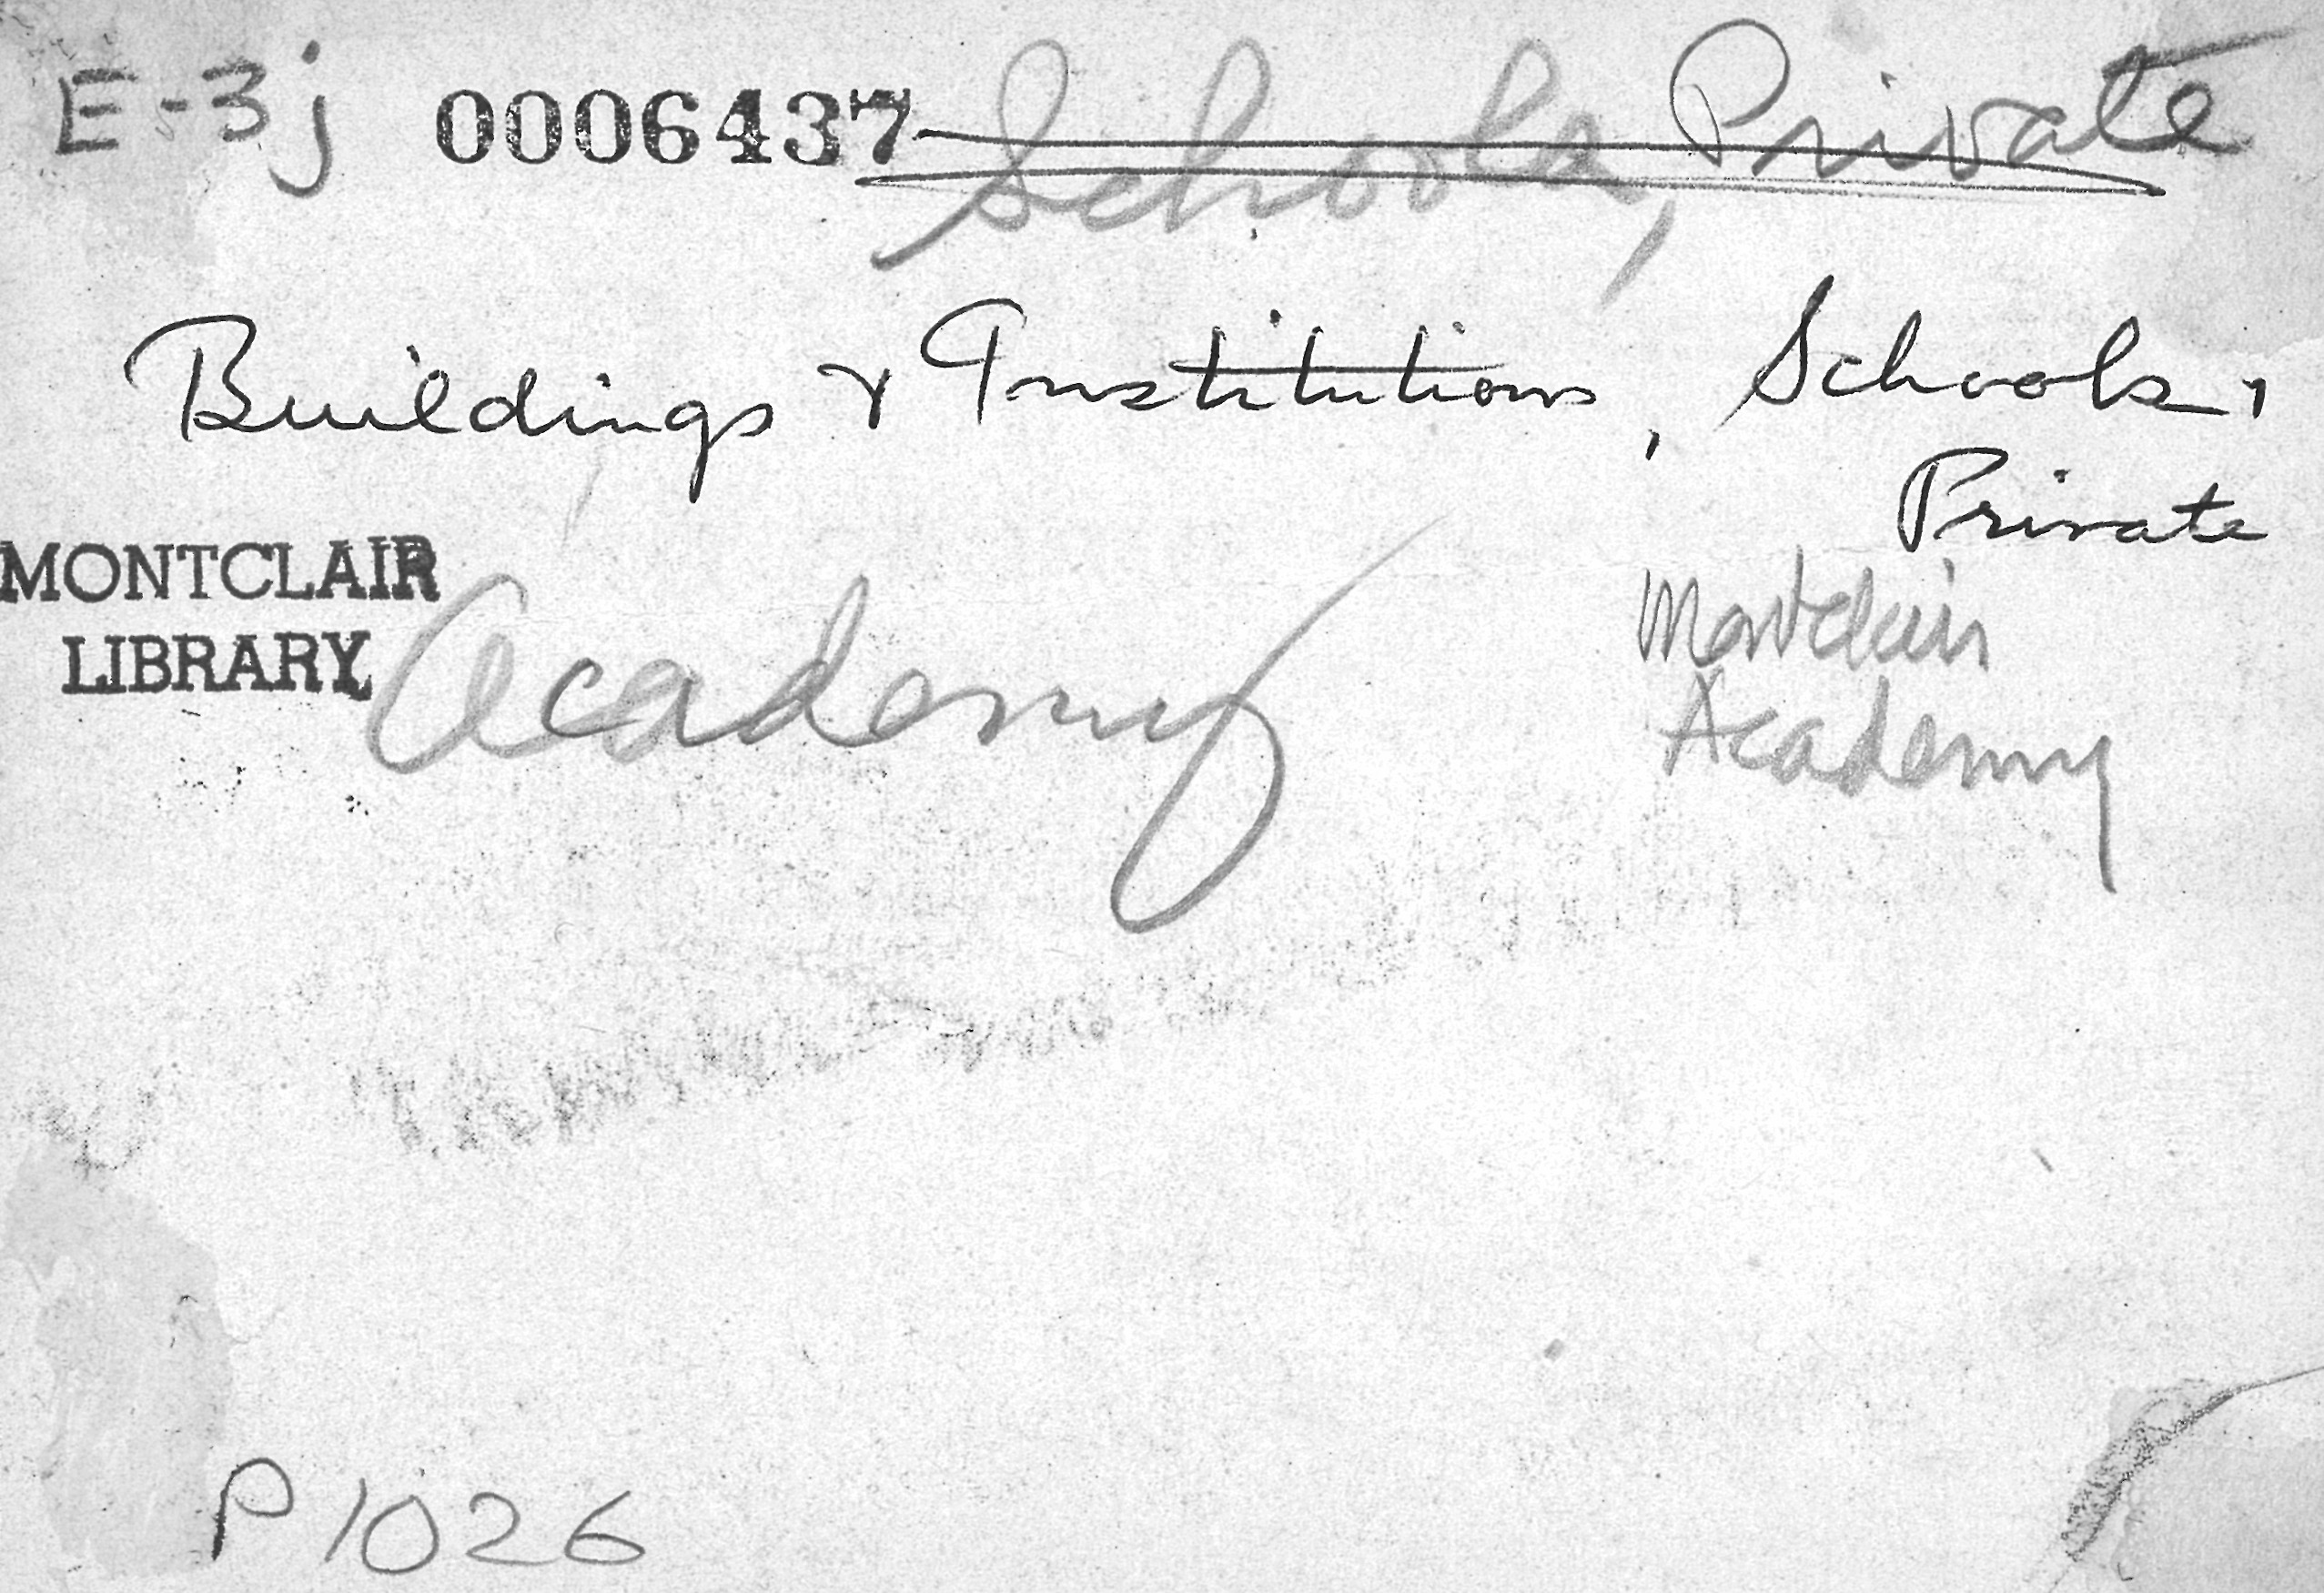 E-3j 0006437 Schools, Private
Buildings & Institutions, Schools,
Private
MONTCLAIR
LIBRARY
Academy
Montclair
Academy
P1026